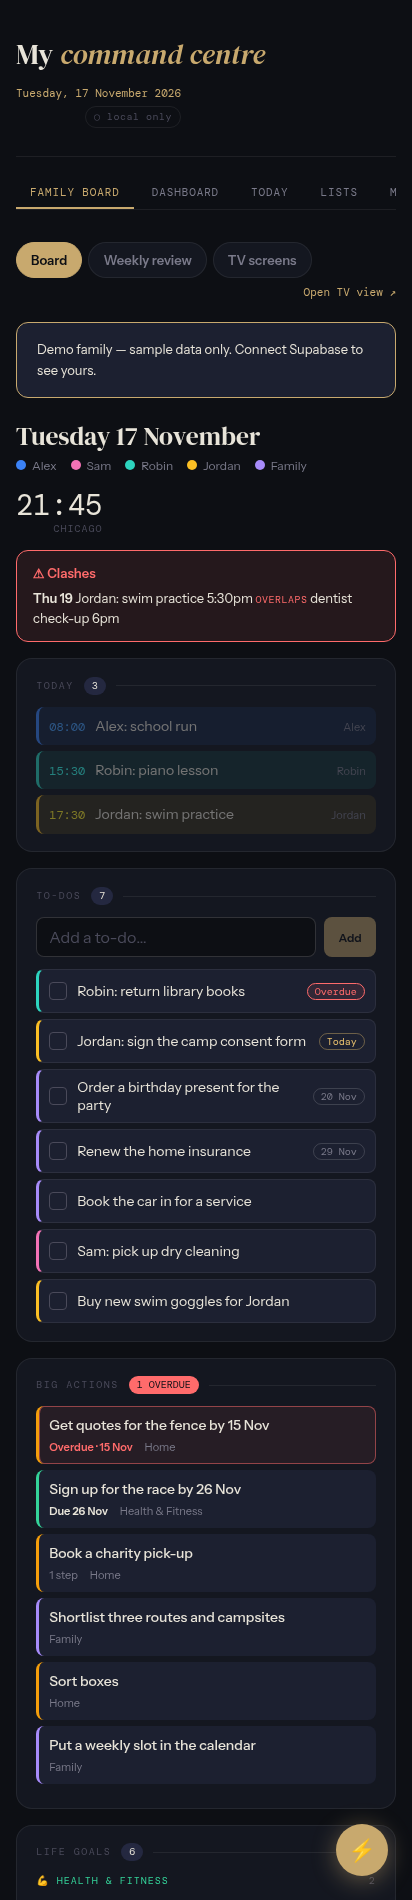 My command centre
Tuesday, 17 November 2026
○ local only
FAMILY BOARD DASHBOARD TODAY LISTS M
Board Weekly review TV screens
Open TV view ↗
Demo family — sample data only. Connect Supabase to
see yours.
Tuesday 17 November
Alex Sam Robin Jordan Family
21:45
CHICAGO
⚠ Clashes
Thu 19 Jordan: swim practice 5:30pm OVERLAPS dentist
check-up 6pm
TODAY 3
08:00 Alex: school run Alex
15:30 Robin: piano lesson Robin
17:30 Jordan: swim practice Jordan
TO-DOS 7
Add a to-do... Add
Robin: return library books Overdue
Jordan: sign the camp consent form Today
Order a birthday present for the
party 20 Nov
Renew the home insurance 29 Nov
Book the car in for a service
Sam: pick up dry cleaning
Buy new swim goggles for Jordan
BIG ACTIONS 1 OVERDUE
Get quotes for the fence by 15 Nov
Overdue · 15 Nov Home
Sign up for the race by 26 Nov
Due 26 Nov Health & Fitness
Book a charity pick-up
1 step Home
Shortlist three routes and campsites
Family
Sort boxes
Home
Put a weekly slot in the calendar
Family
LIFE GOALS 6
💪 HEALTH & FITNESS 2